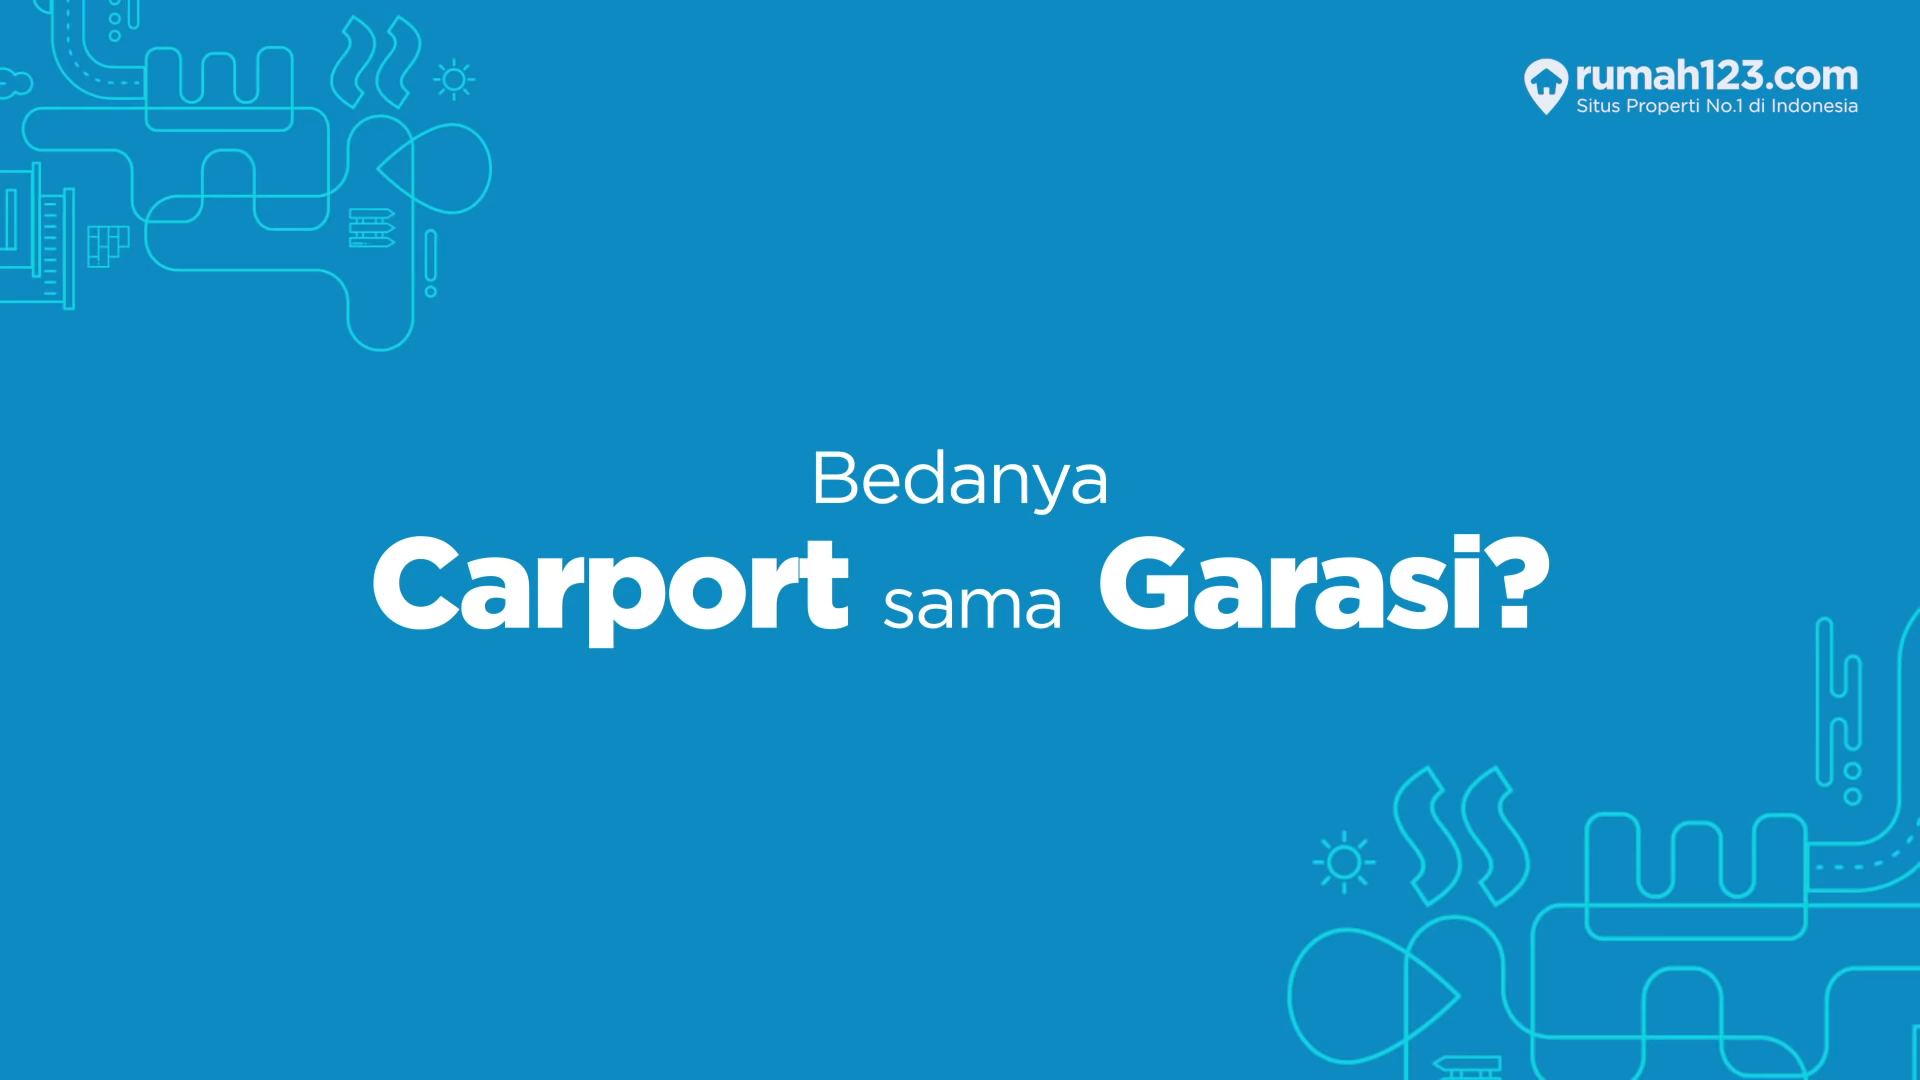 rumah123.com
Situs Properti No.1 di Indonesia
Bedanya
Carport sama Garasi?